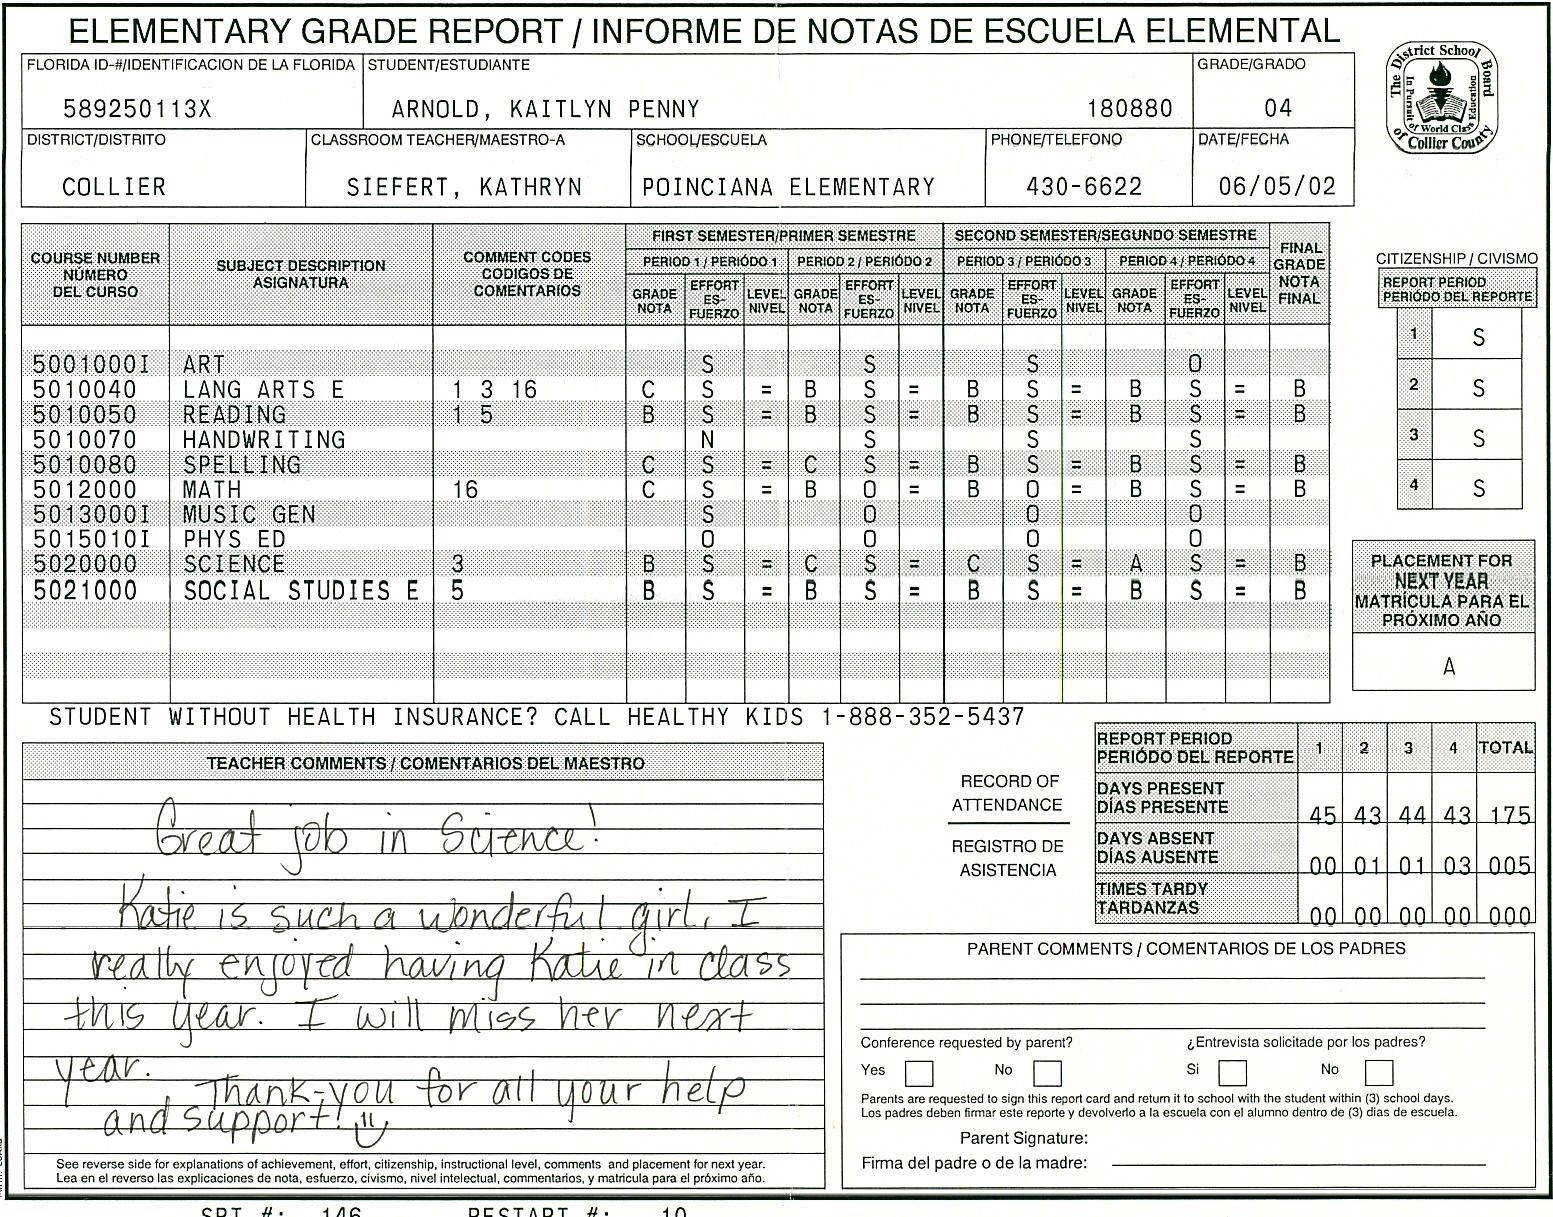 ELEMENTARY GRADE REPORT / INFORME DE NOTAS DE ESCUELA ELEMENTAL
FLORIDA ID-#/IDENTIFICACION DE LA FLORIDA STUDENT/ESTUDIANTE GRADE/GRADO
589250113X ARNOLD, KAITLYN PENNY 180880 04
The District School Board of Collier County
In Pursuit of World Class Education
DISTRICT/DISTRITO CLASSROOM TEACHER/MAESTRO-A SCHOOL/ESCUELA PHONE/TELEFONO DATE/FECHA
COLLIER SIEFERT, KATHRYN POINCIANA ELEMENTARY 430-6622 06/05/02
COURSE NUMBER
NÚMERO
DEL CURSO
SUBJECT DESCRIPTION
ASIGNATURA
COMMENT CODES
CODIGOS DE
COMENTARIOS
FIRST SEMESTER/PRIMER SEMESTRE SECOND SEMESTER/SEGUNDO SEMESTRE
PERIOD 1 / PERIÓDO 1 PERIOD 2 / PERIÓDO 2 PERIOD 3 / PERIÓDO 3 PERIOD 4 / PERIÓDO 4
GRADE NOTA EFFORT ES-FUERZO LEVEL NIVEL GRADE NOTA EFFORT ES-FUERZO LEVEL NIVEL GRADE NOTA EFFORT ES-FUERZO LEVEL NIVEL GRADE NOTA EFFORT ES-FUERZO LEVEL NIVEL
FINAL
GRADE
NOTA
FINAL
5001000I ART S S S O
5010040 LANG ARTS E 1 3 16 C S = B S = B S = B S = B
5010050 READING 1 5 B S = B S = B S = B S = B
5010070 HANDWRITING N S S S
5010080 SPELLING C S = C S = B S = B S = B
5012000 MATH 16 C S = B O = B O = B S = B
5013000I MUSIC GEN S O O O
5015010I PHYS ED O O O O
5020000 SCIENCE 3 B S = C S = C S = A S = B
5021000 SOCIAL STUDIES E 5 B S = B S = B S = B S = B
CITIZENSHIP / CIVISMO
REPORT PERIOD
PERIÓDO DEL REPORTE
1 S
2 S
3 S
4 S
PLACEMENT FOR
NEXT YEAR
MATRÍCULA PARA EL
PRÓXIMO AÑO
A
STUDENT WITHOUT HEALTH INSURANCE? CALL HEALTHY KIDS 1-888-352-5437
TEACHER COMMENTS / COMENTARIOS DEL MAESTRO
Great job in Science!
Katie is such a wonderful girl. I
really enjoyed having Katie in class
this year. I will miss her next
year.
Thank-you for all your help
and support!
See reverse side for explanations of achievement, effort, citizenship, instructional level, comments and placement for next year.
Lea en el reverso las explicaciones de nota, esfuerzo, civismo, nivel intelectual, commentarios, y matricula para el próximo año.
RECORD OF
ATTENDANCE
REGISTRO DE
ASISTENCIA
REPORT PERIOD
PERIÓDO DEL REPORTE 1 2 3 4 TOTAL
DAYS PRESENT
DÍAS PRESENTE 45 43 44 43 175
DAYS ABSENT
DÍAS AUSENTE 00 01 01 03 005
TIMES TARDY
TARDANZAS 00 00 00 00 000
PARENT COMMENTS / COMENTARIOS DE LOS PADRES
Conference requested by parent? ¿Entrevista solicitade por los padres?
Yes No Si No
Parents are requested to sign this report card and return it to school with the student within (3) school days.
Los padres deben firmar este reporte y devolverlo a la escuela con el alumno dentro de (3) dias de escuela.
Parent Signature:
Firma del padre o de la madre:
SRT #: 146 RESTART #: 10